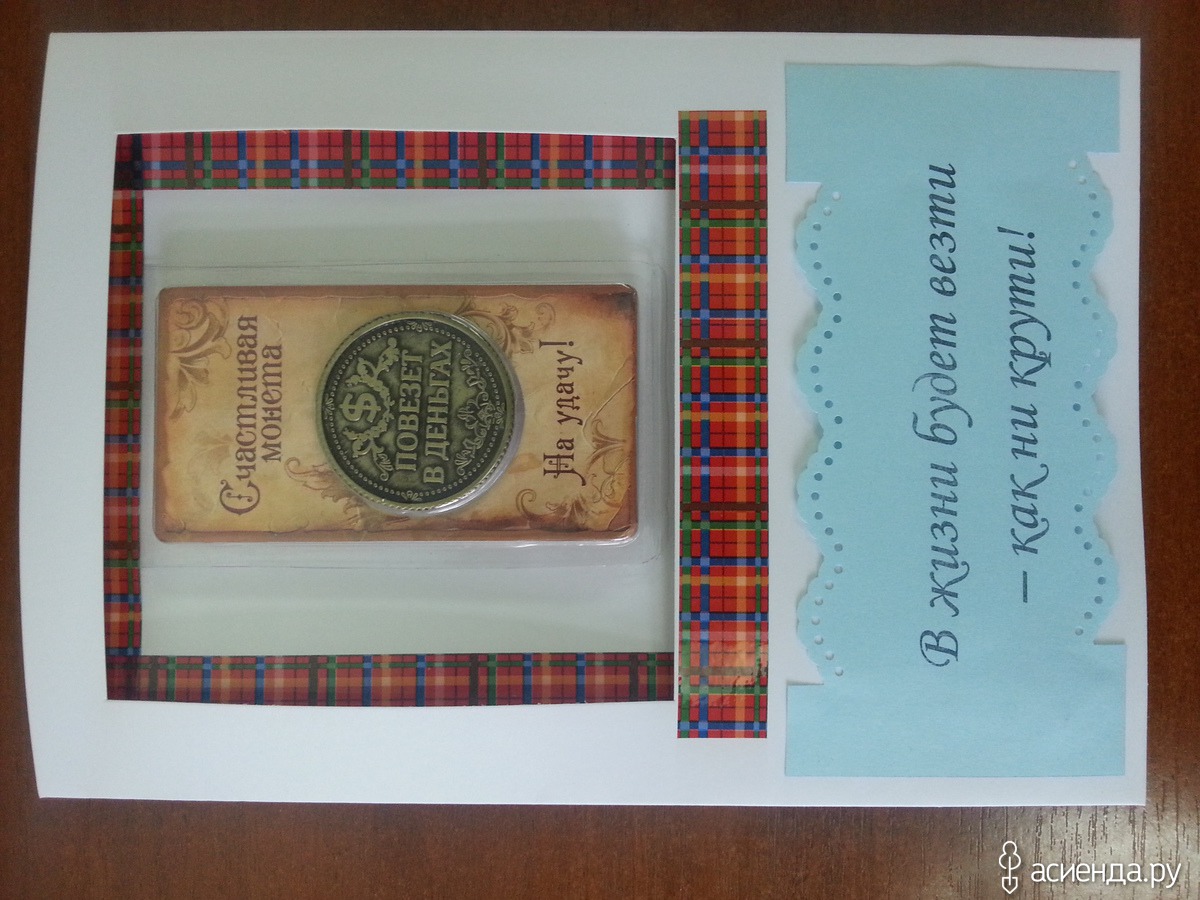 Счастливая
монета
$
ПОВЕЗЕТ
В ДЕНЬГАХ
На удачу!
В жизни будет везти
– как ни крути!
асиенда.ру